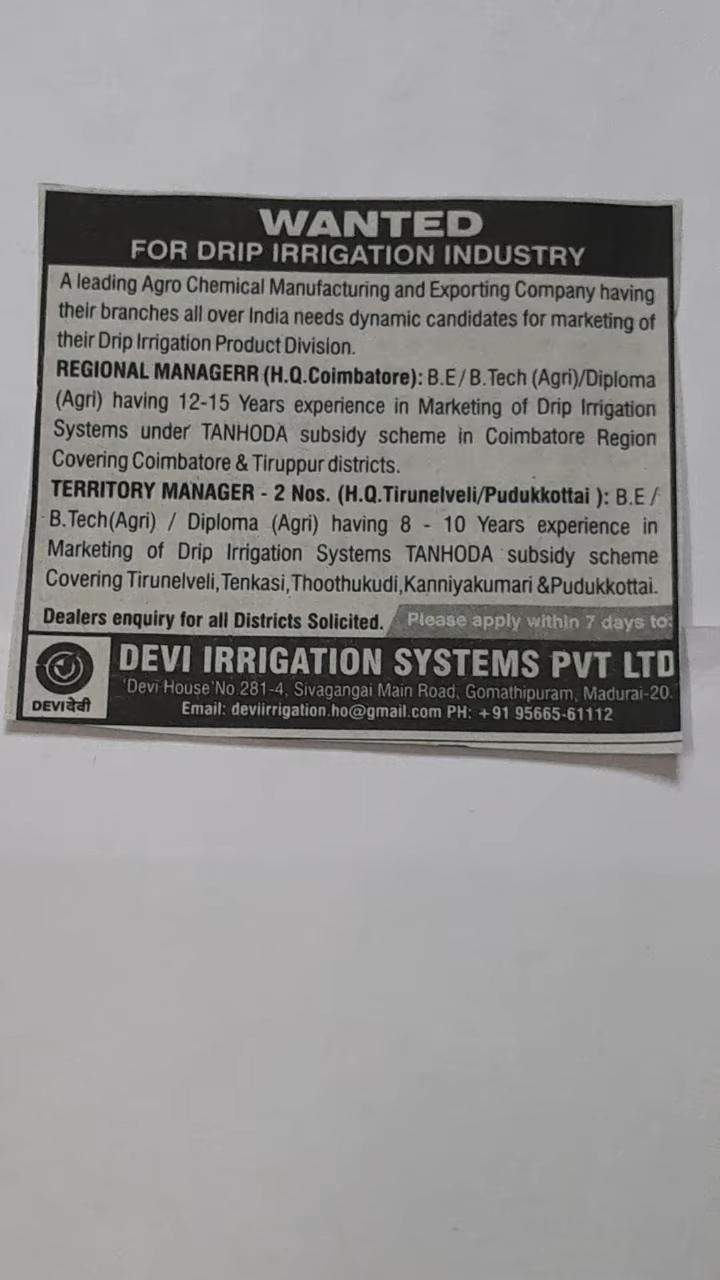 WANTED
FOR DRIP IRRIGATION INDUSTRY
A leading Agro Chemical Manufacturing and Exporting Company having
their branches all over India needs dynamic candidates for marketing of
their Drip Irrigation Product Division.
REGIONAL MANAGERR (H.Q.Coimbatore): B.E/ B.Tech (Agri)/Diploma
(Agri) having 12-15 Years experience in Marketing of Drip Irrigation
Systems under TANHODA subsidy scheme in Coimbatore Region
Covering Coimbatore & Tiruppur districts.
TERRITORY MANAGER - 2 Nos. (H.Q.Tirunelveli/Pudukkottai ): B.E /
B.Tech(Agri) / Diploma (Agri) having 8 - 10 Years experience in
Marketing of Drip Irrigation Systems TANHODA subsidy scheme
Covering Tirunelveli,Tenkasi,Thoothukudi,Kanniyakumari &Pudukkottai.
Dealers enquiry for all Districts Solicited. Please apply within 7 days to:
DEVI IRRIGATION SYSTEMS PVT LTD
'Devi House'No 281-4, Sivagangai Main Road, Gomathipuram, Madurai-20.
DEVI देवी
Email: deviirrigation.ho@gmail.com PH: +91 95665-61112